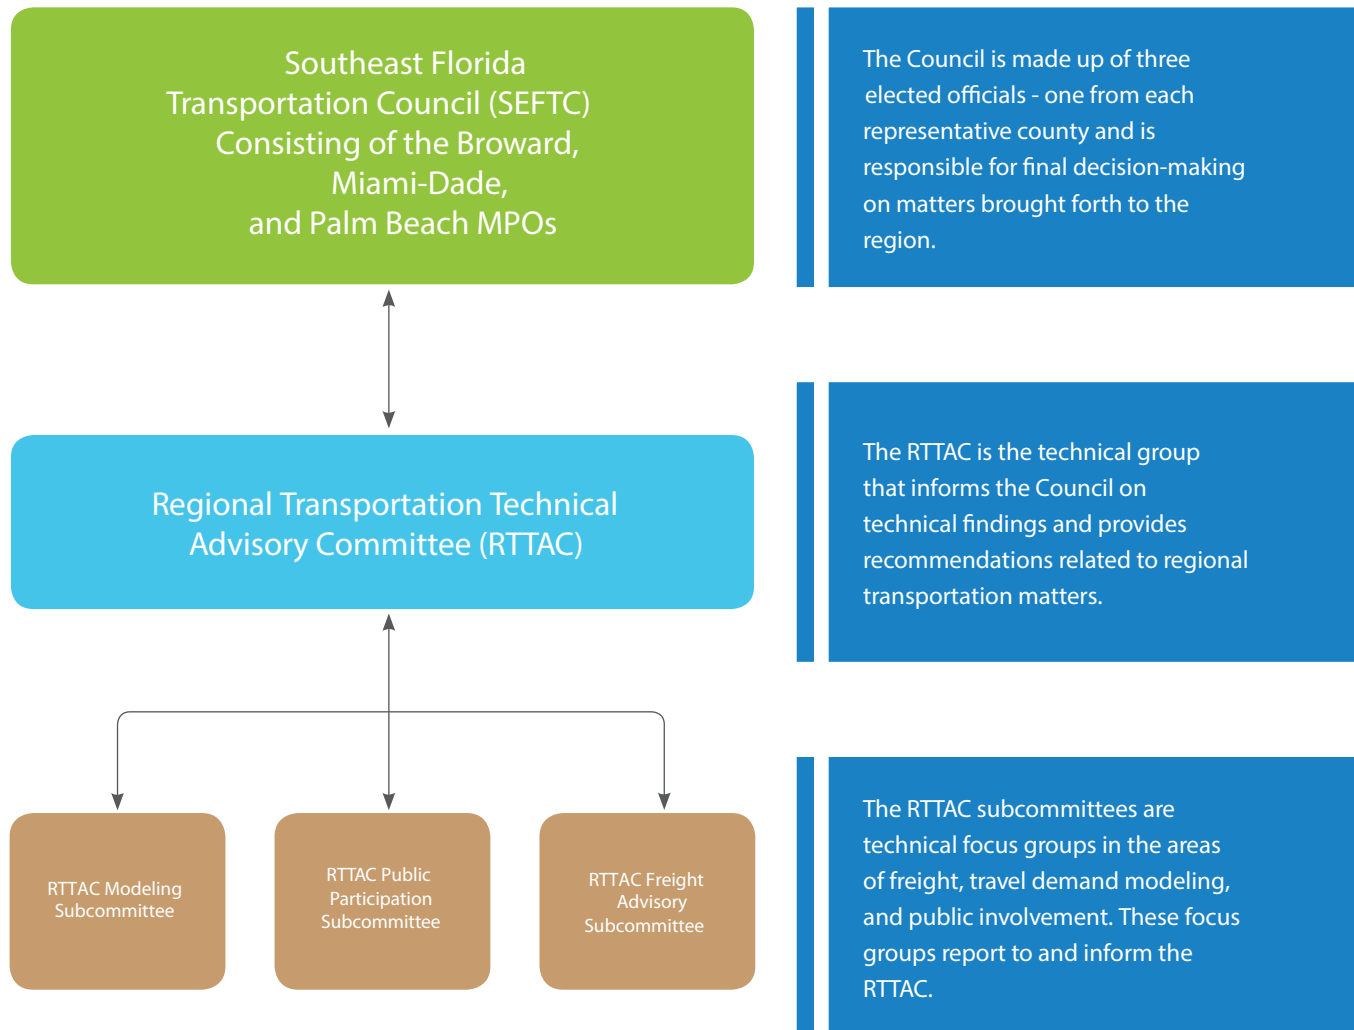 Southeast Florida
Transportation Council (SEFTC)
Consisting of the Broward,
Miami-Dade,
and Palm Beach MPOs
The Council is made up of three
elected officials - one from each
representative county and is
responsible for final decision-making
on matters brought forth to the
region.
Regional Transportation Technical
Advisory Committee (RTTAC)
The RTTAC is the technical group
that informs the Council on
technical findings and provides
recommendations related to regional
transportation matters.
RTTAC Modeling
Subcommittee
RTTAC Public
Participation
Subcommittee
RTTAC Freight
Advisory
Subcommittee
The RTTAC subcommittees are
technical focus groups in the areas
of freight, travel demand modeling,
and public involvement. These focus
groups report to and inform the
RTTAC.